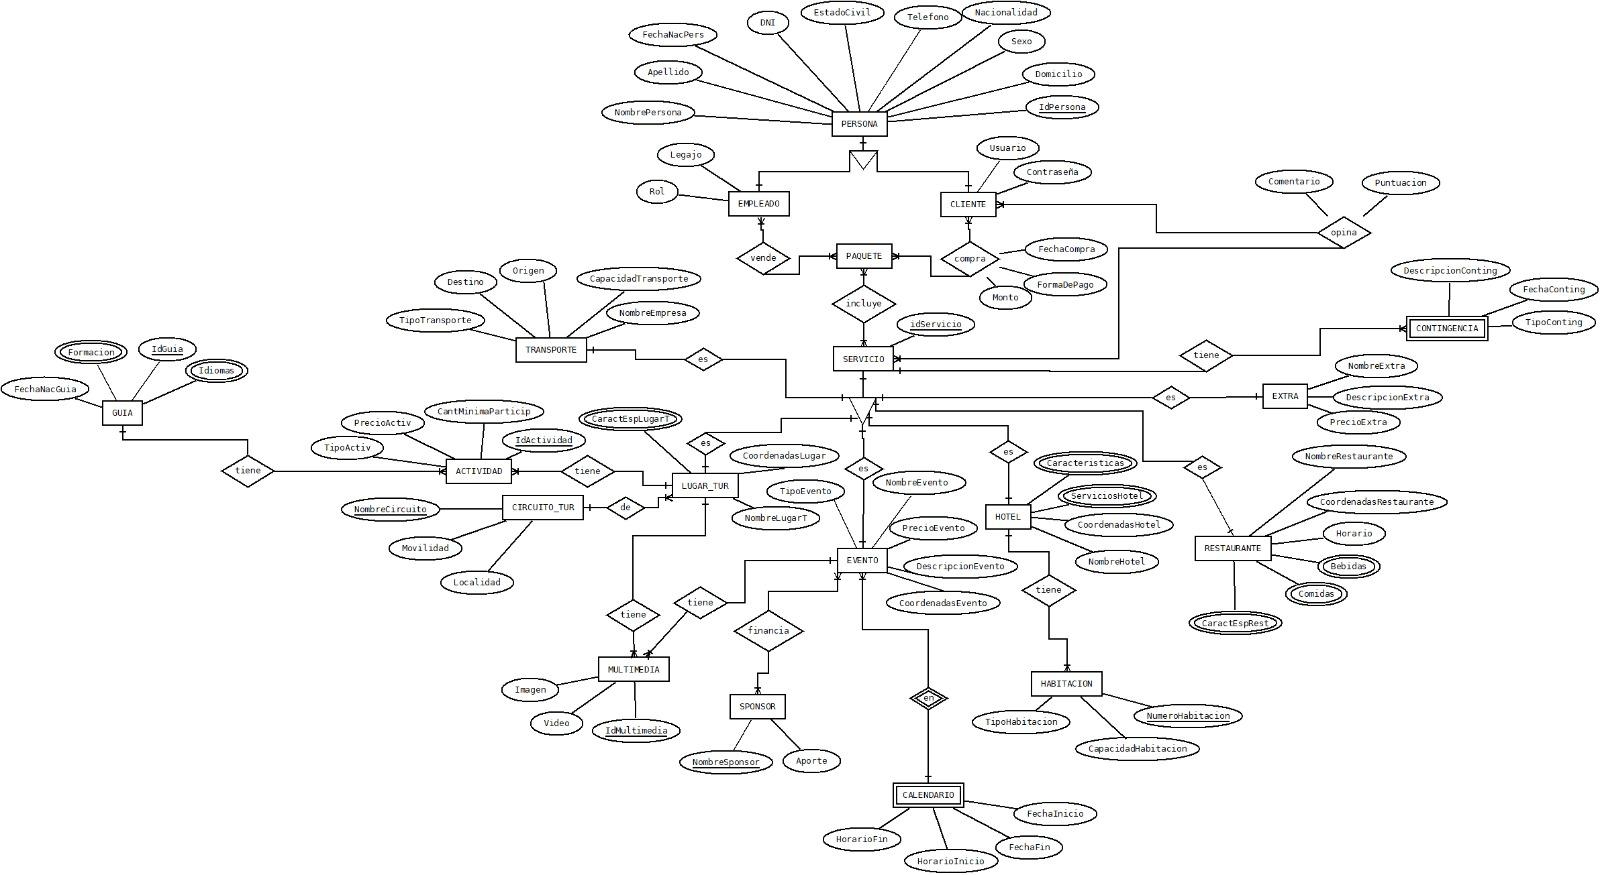 EstadoCivil
Nacionalidad
Telefono
DNI
FechaNacPers
Sexo
Apellido
Domicilio
IdPersona
NombrePersona
PERSONA
Usuario
Legajo
Contraseña
Comentario
Puntuacion
Rol
EMPLEADO
CLIENTE
opina
FechaCompra
PAQUETE
vende
compra
Origen
DescripcionConting
CapacidadTransporte
Destino
FormaDePago
FechaConting
Monto
incluye
NombreEmpresa
TipoTransporte
idServicio
TipoConting
CONTINGENCIA
IdGuia
Formacion
TRANSPORTE
tiene
es
SERVICIO
NombreExtra
Idiomas
FechaNacGuia
EXTRA
es
DescripcionExtra
GUIA
CantMinimaParticip
CaractEspLugarT
PrecioActiv
PrecioExtra
IdActividad
es
TipoActiv
es
CoordenadasLugar
NombreRestaurante
Caracteristicas
tiene
ACTIVIDAD
tiene
es
es
NombreEvento
LUGAR_TUR
TipoEvento
ServiciosHotel
CoordenadasRestaurante
NombreCircuito
CIRCUITO_TUR
de
NombreLugarT
HOTEL
CoordenadasHotel
PrecioEvento
Horario
Movilidad
RESTAURANTE
EVENTO
NombreHotel
DescripcionEvento
Bebidas
Localidad
tiene
Comidas
tiene
CoordenadasEvento
tiene
CaractEspRest
financia
MULTIMEDIA
HABITACION
Imagen
en
SPONSOR
NumeroHabitacion
Video
TipoHabitacion
IdMultimedia
CapacidadHabitacion
NombreSponsor
Aporte
CALENDARIO
FechaInicio
HorarioFin
FechaFin
HorarioInicio